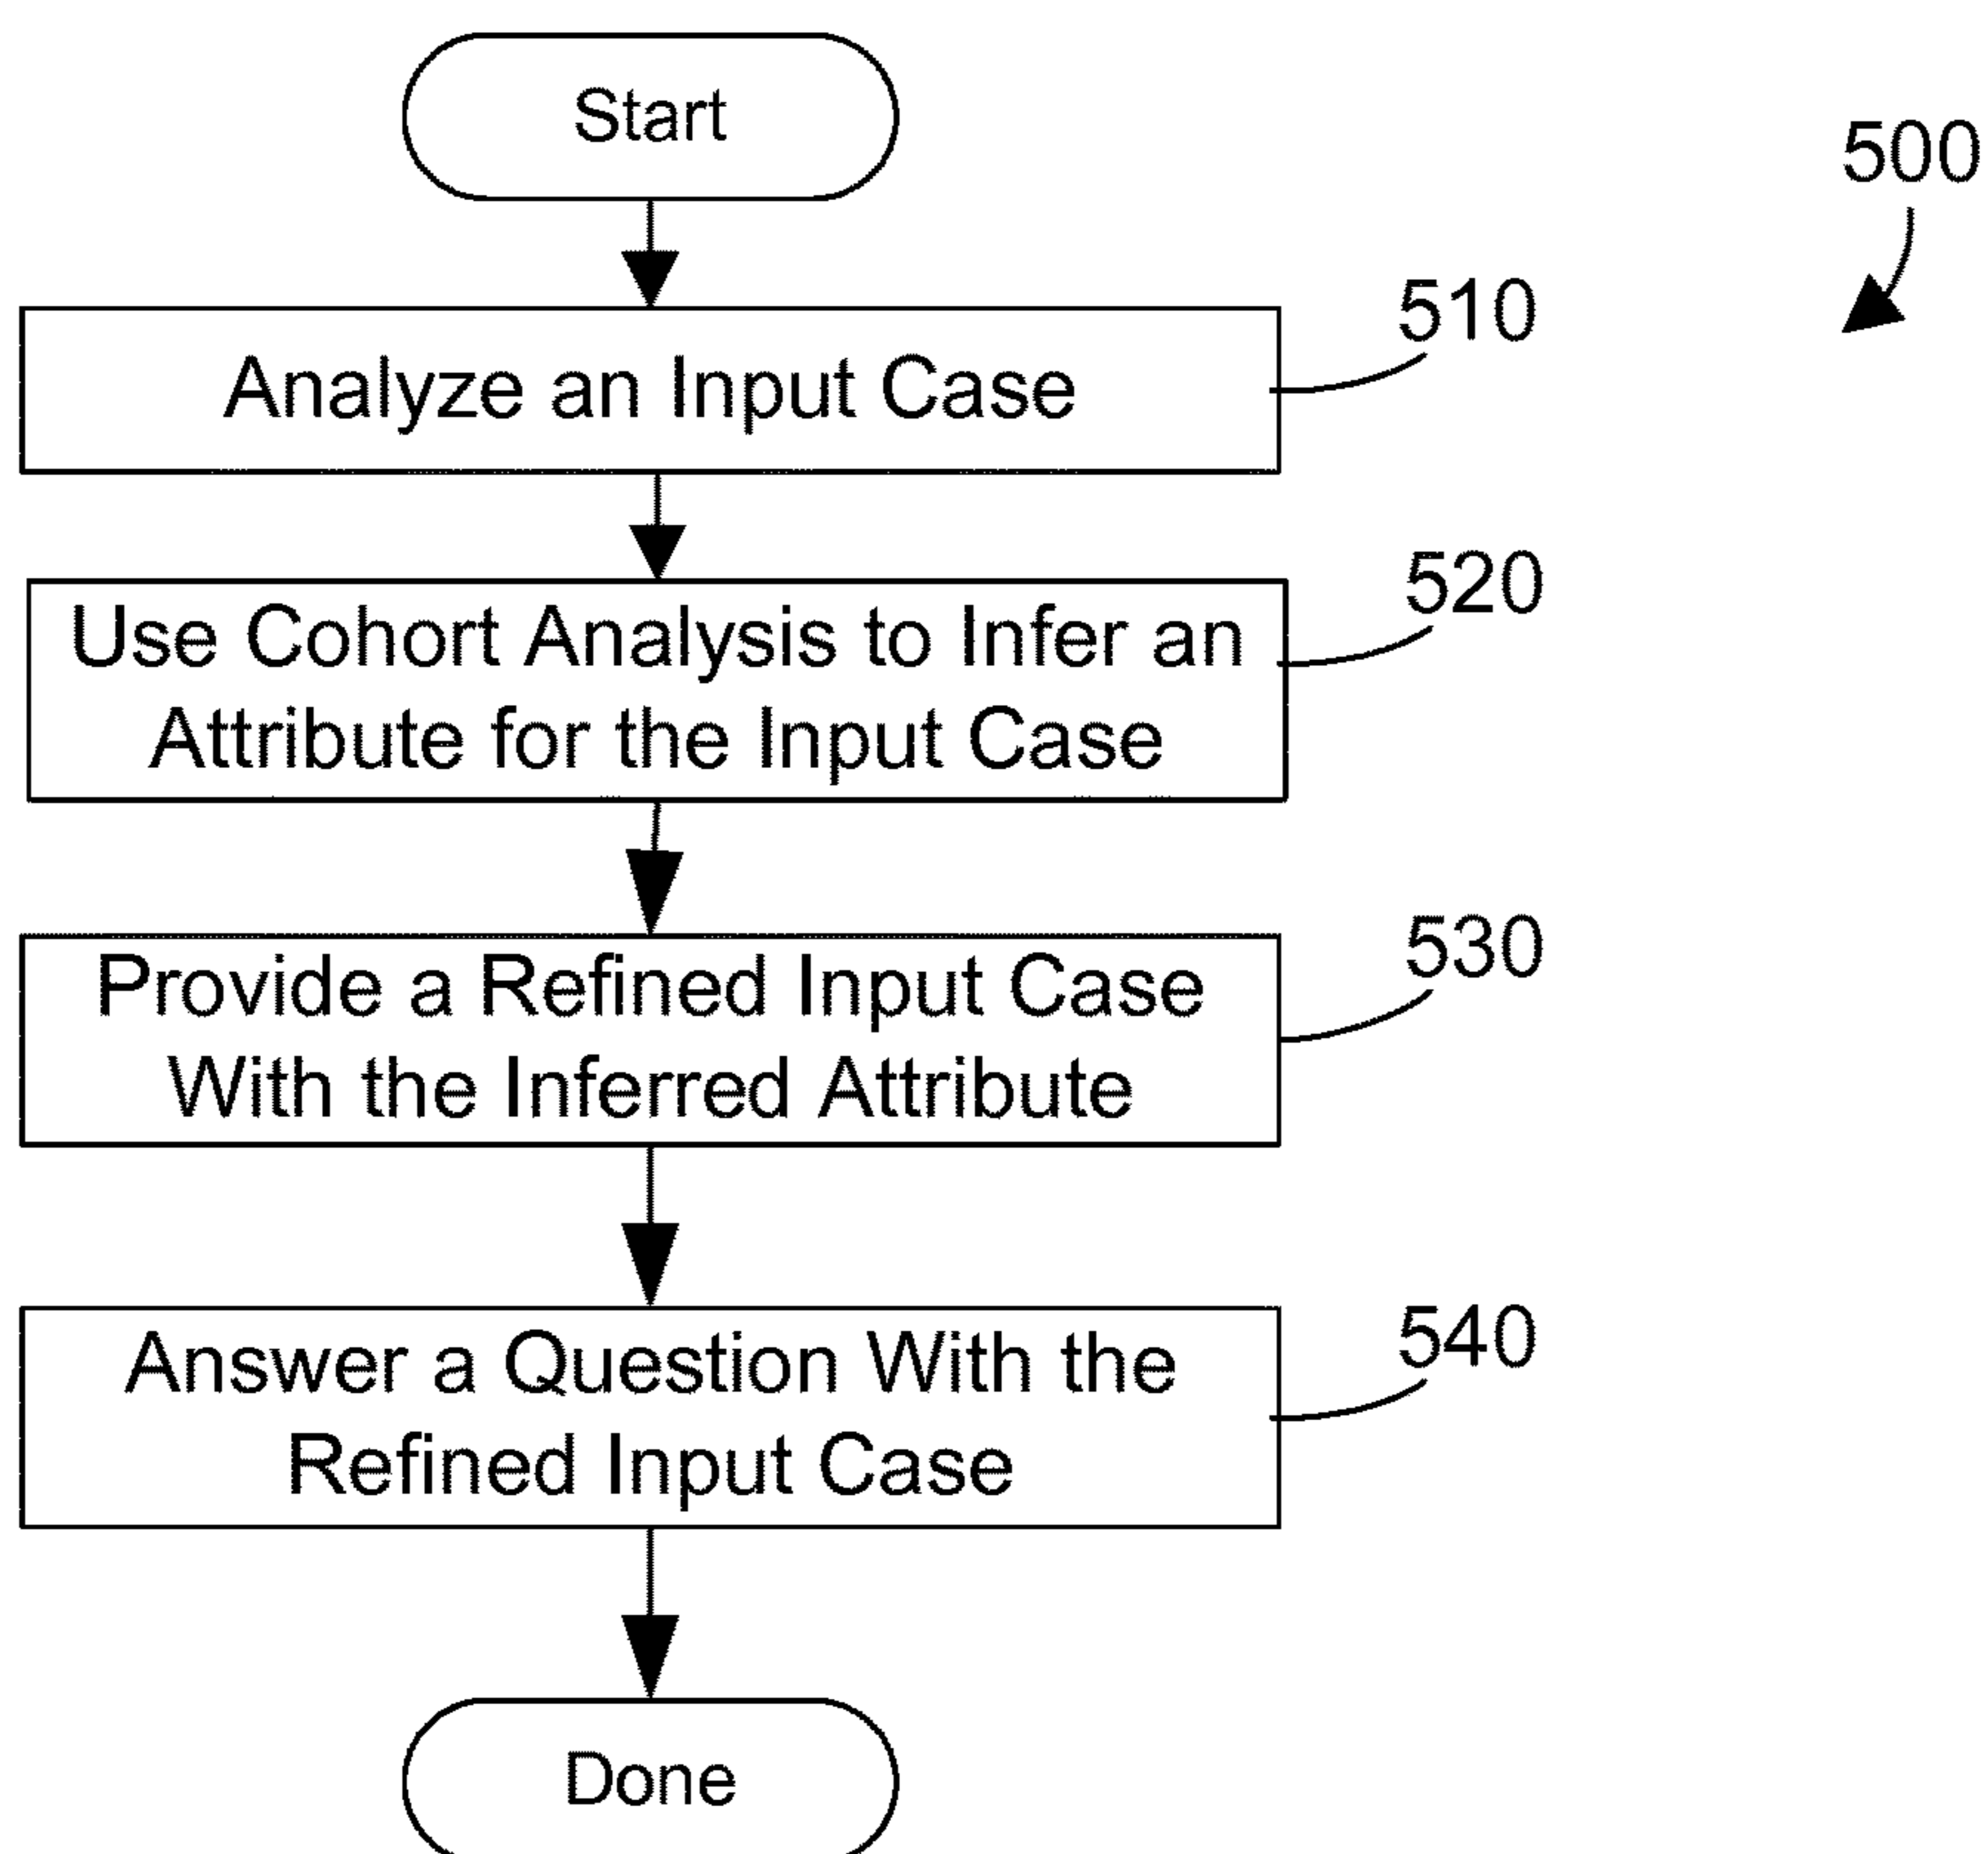 Start
500
510
Analyze an Input Case
520
Use Cohort Analysis to Infer an
Attribute for the Input Case
530
Provide a Refined Input Case
With the Inferred Attribute
540
Answer a Question With the
Refined Input Case
Done